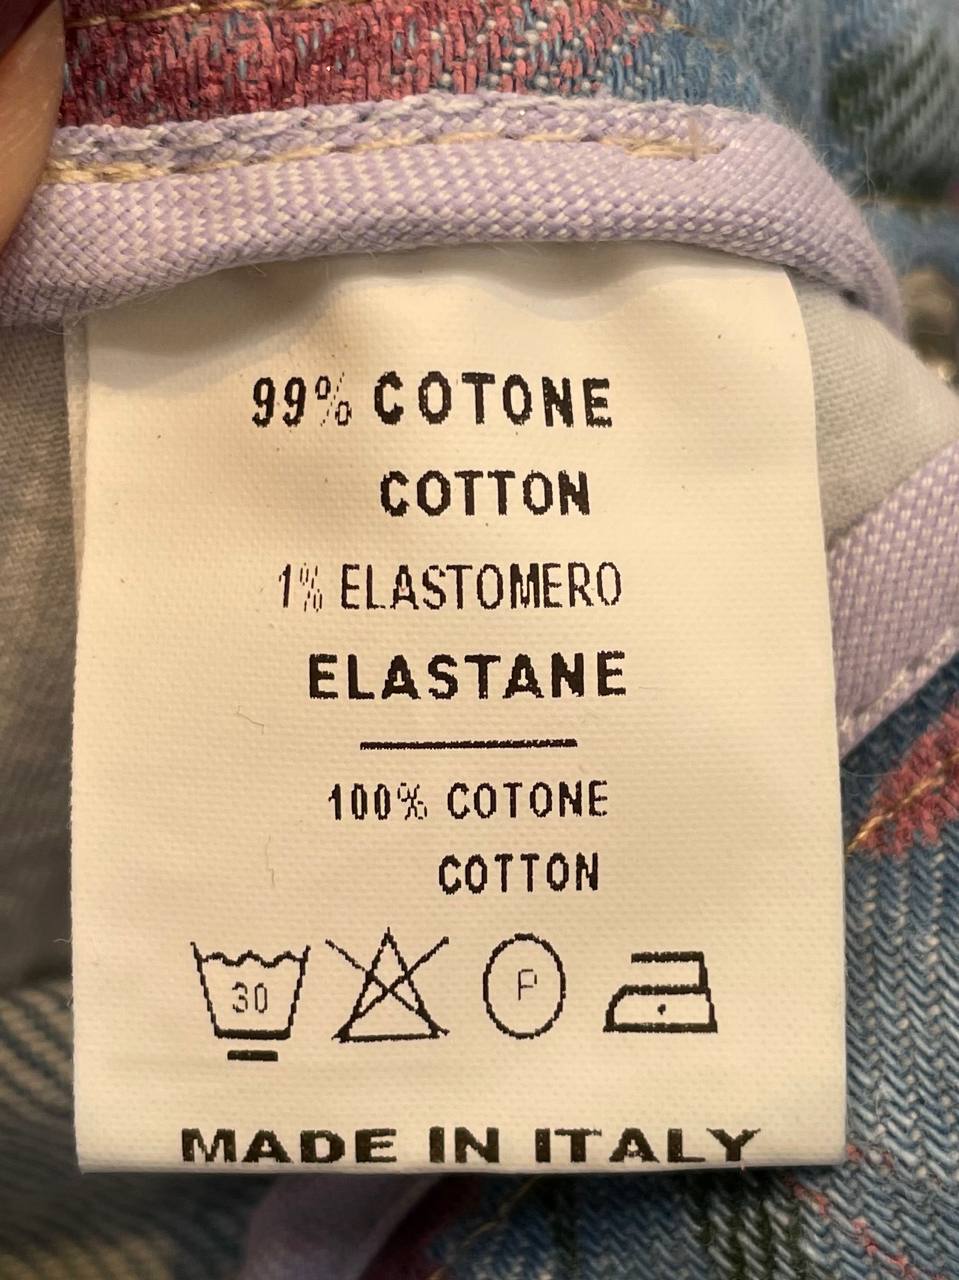 99% COTONE
COTTON
1% ELASTOMERO
ELASTANE
100% COTONE
COTTON
30 P
MADE IN ITALY